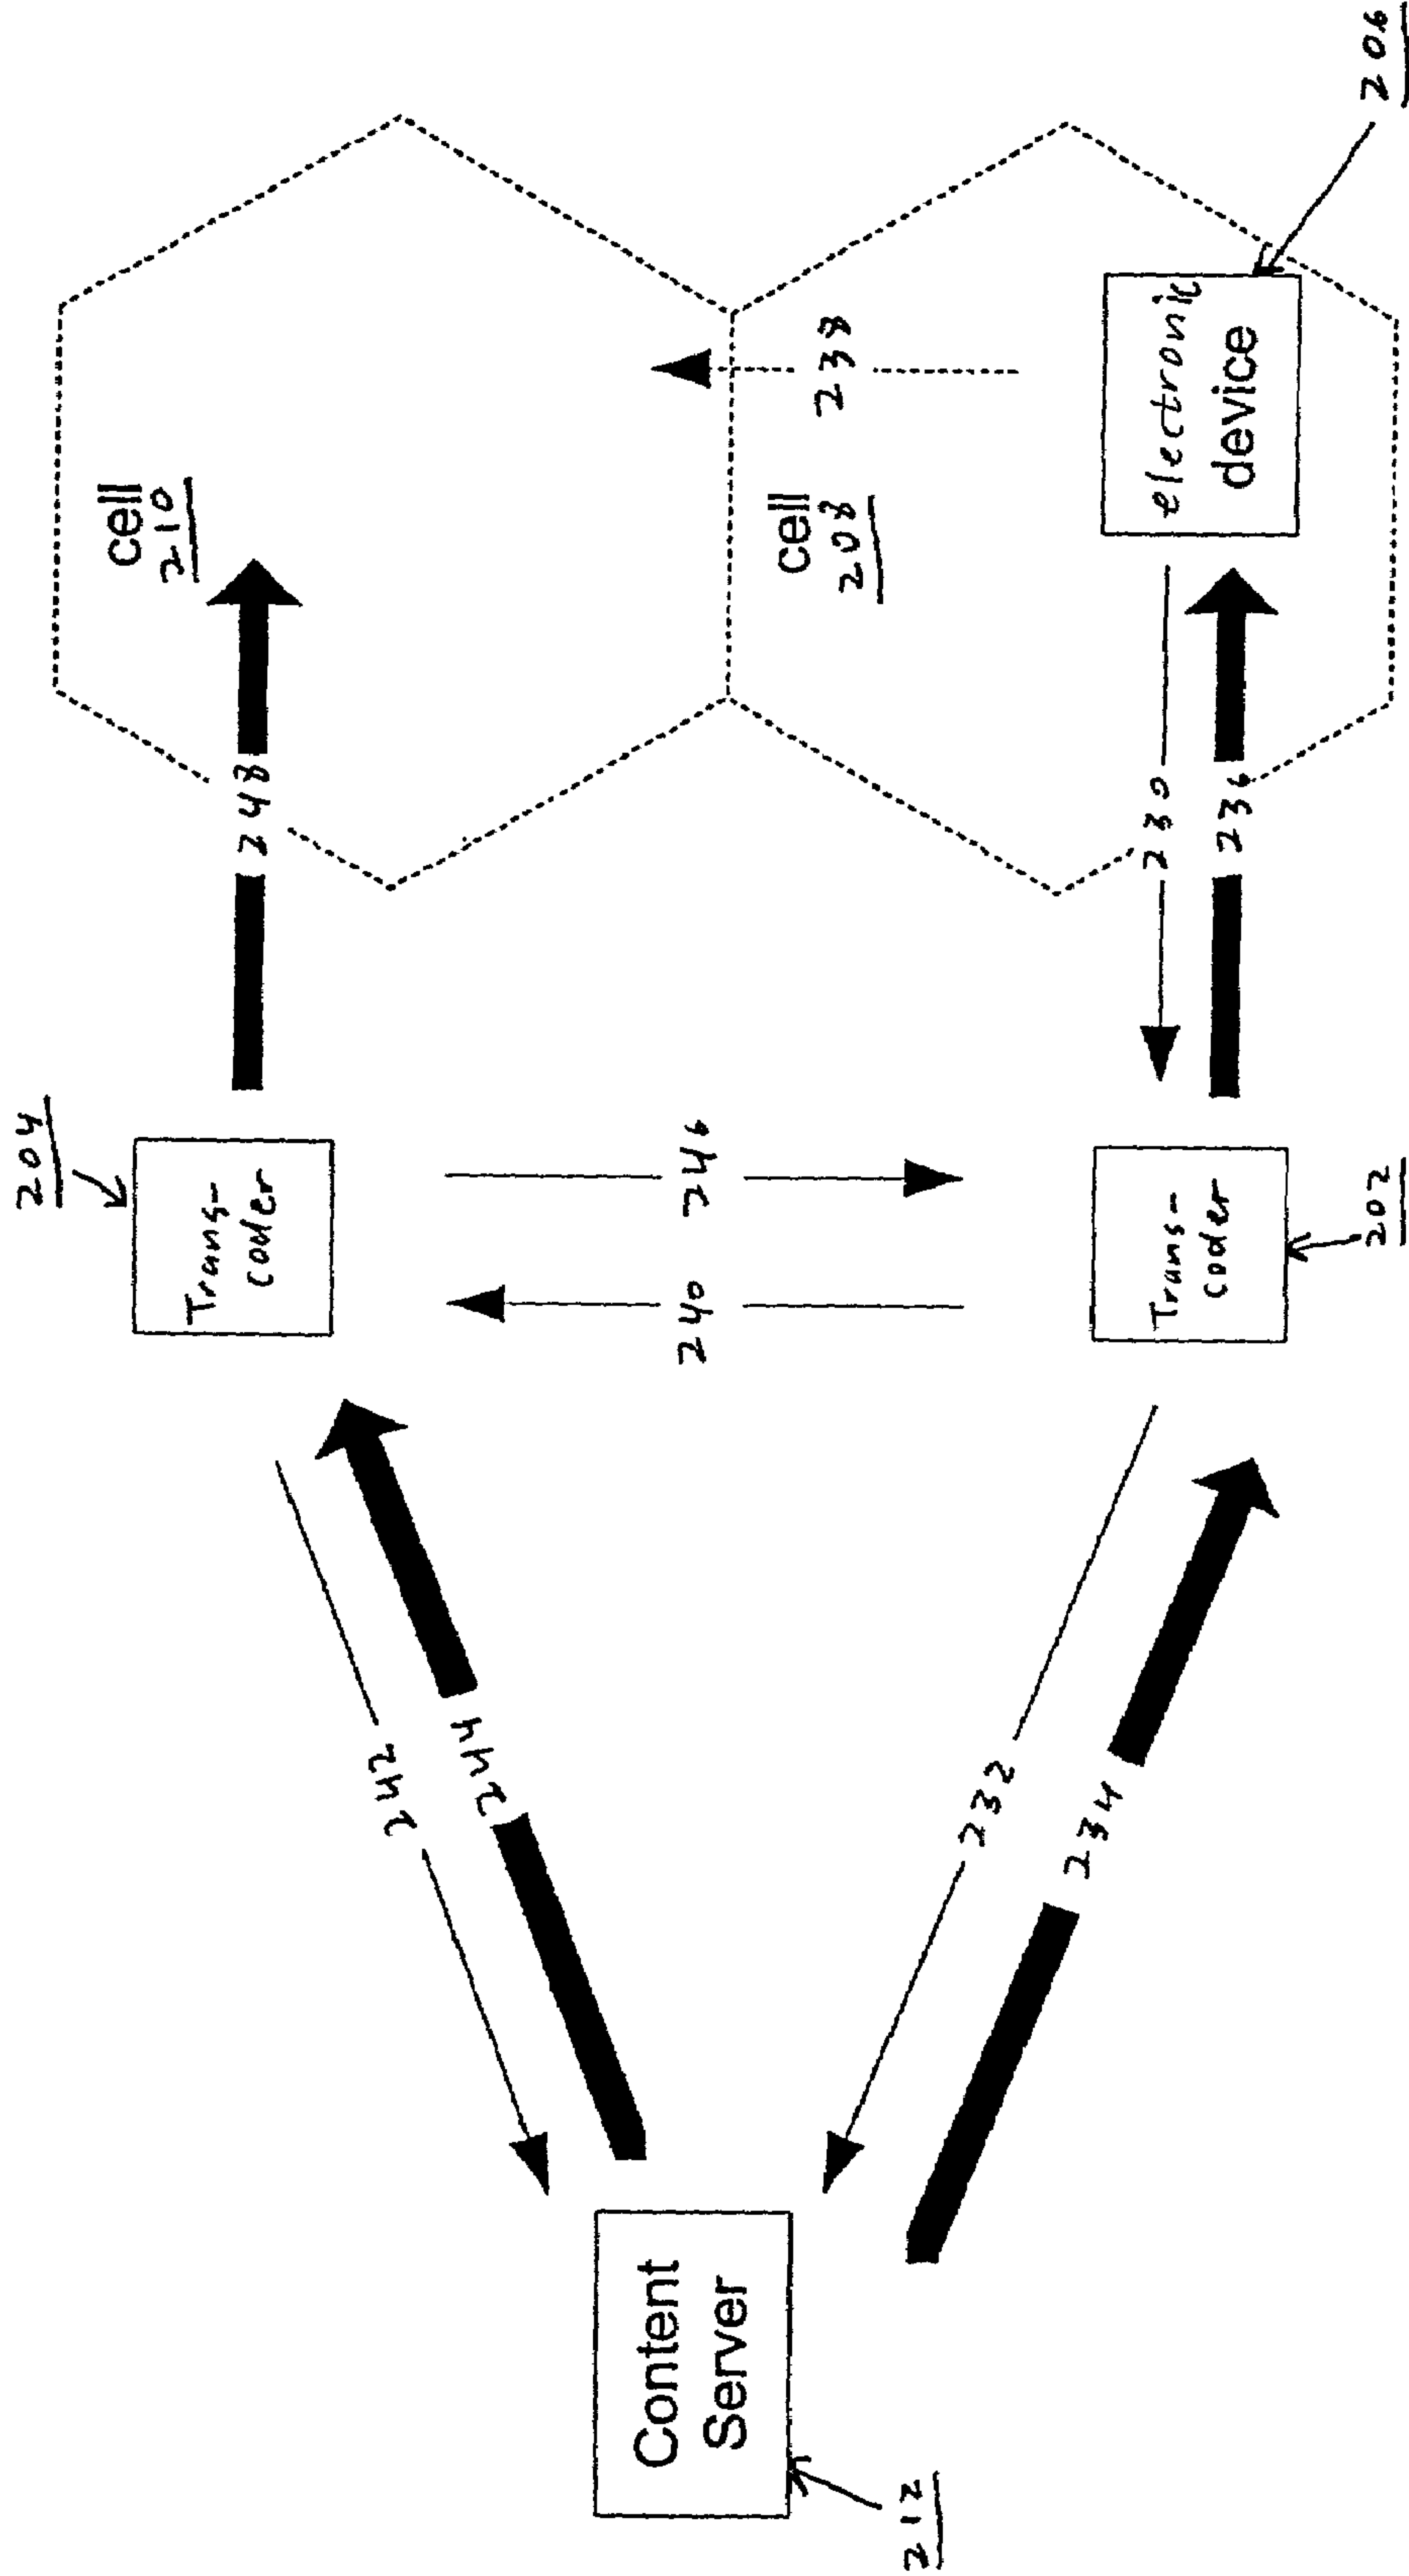 204
Trans-
coder
248
cell
210
242
244
240
246
238
cell
208
Content
Server
212
232
234
Trans-
coder
202
230
236
electronic
device
206